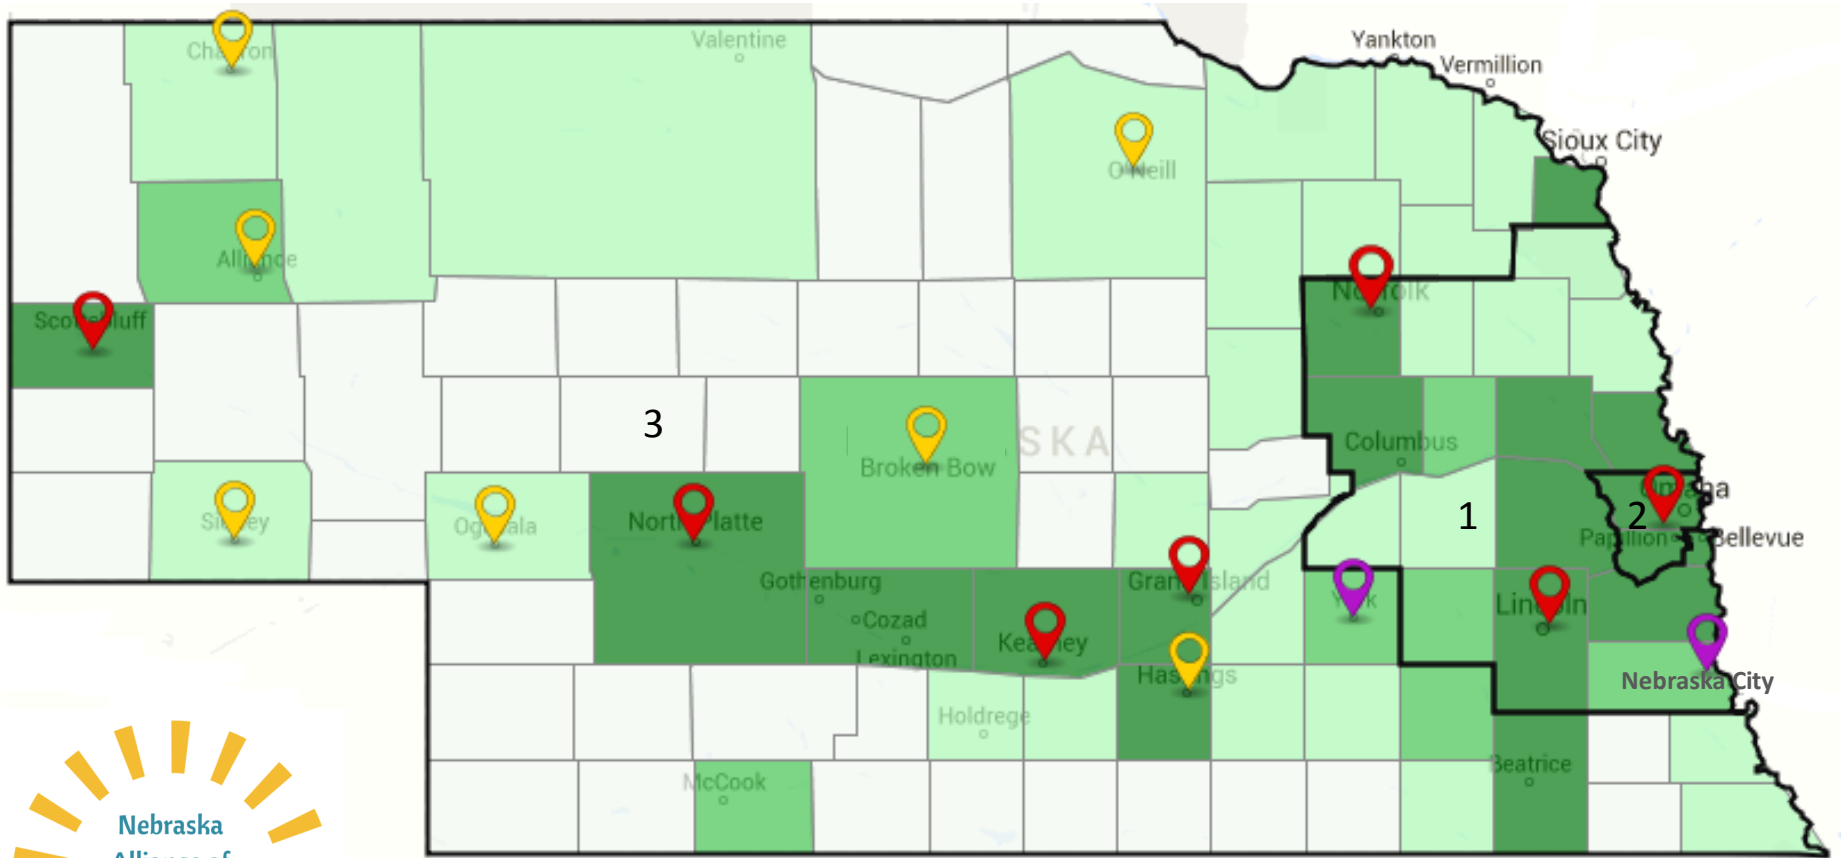 Chadron
Valentine
Yankton
Vermillion
Sioux City
O'Neill
Alliance
Scottsbluff
Norfolk
3
SKA
Broken Bow
Columbus
Sidney
Ogallala
North Platte
1
2
Omaha
Papillion
Bellevue
Gothenburg
Grand Island
York
Lincoln
Cozad
Kearney
Lexington
Hastings
Nebraska City
Holdrege
McCook
Beatrice
Nebraska
Alliance of